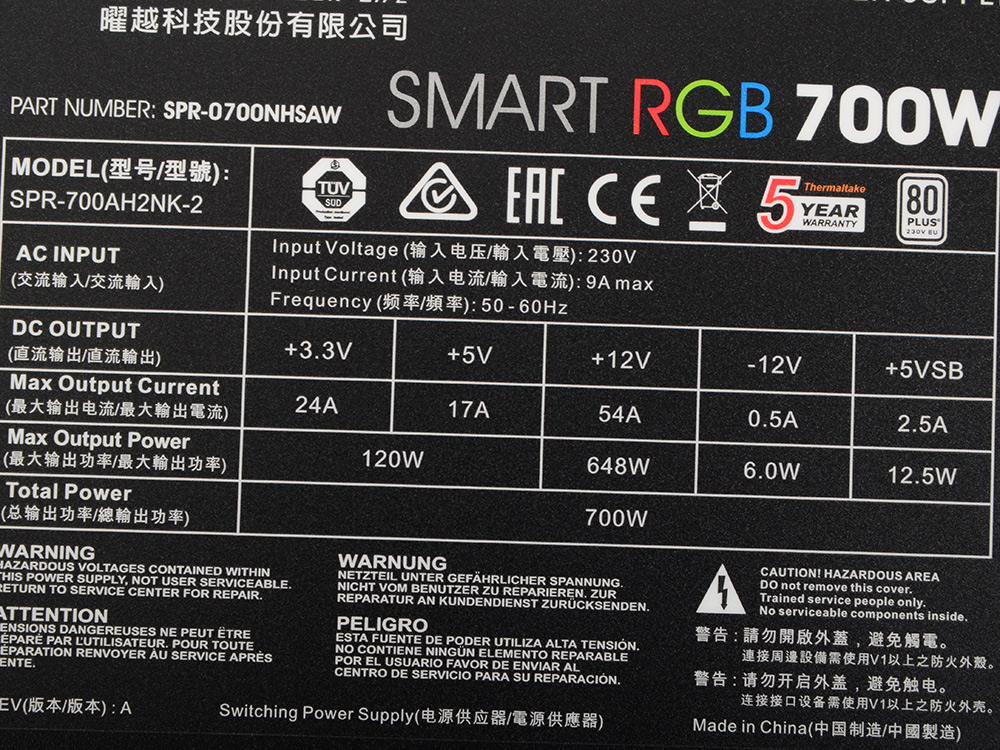 曜越科技股份有限公司
SMART RGB 700W
PART NUMBER: SPR-0700NHSAW
MODEL(型号/型號):
SPR-700AH2NK-2
TÜV
SÜD
EAC
CE
Thermaltake
5 YEAR
WARRANTY
80
PLUS
230V EU
AC INPUT
(交流输入/交流輸入)
Input Voltage (输入电压/輸入電壓): 230V
Input Current (输入电流/輸入電流): 9A max
Frequency (频率/頻率): 50 - 60Hz
DC OUTPUT
(直流输出/直流輸出)
+3.3V +5V +12V -12V +5VSB
Max Output Current
(最大输出电流/最大輸出電流)
24A 17A 54A 0.5A 2.5A
Max Output Power
(最大输出功率/最大輸出功率)
120W 648W 6.0W 12.5W
Total Power
(总输出功率/總輸出功率)
700W
WARNING
HAZARDOUS VOLTAGES CONTAINED WITHIN
THIS POWER SUPPLY, NOT USER SERVICEABLE.
RETURN TO SERVICE CENTER FOR REPAIR.
ATTENTION
TENSIONS DANGEREUSES NE PEUT ÊTRE
RÉPARÉ PAR L'UTILISATEUR. POUR TOUTE
RÉPARATION RENVOYER ÀU SERVICE APRÈS
VENTE.
WARNUNG
NETZTEIL UNTER GEFÄHRLICHER SPANNUNG.
NICHT VOM BENUTZER ZU REPARIEREN. ZUR
REPARATUR AN KUNDENDIENST ZURÜCKSENDEN.
PELIGRO
ESTA FUENTE DE PODER UTILIZA ALTA TENSIÓN.
NO CONTIENE NINGÚN ELEMENTO REPARABLE
POR EL USUARIO FAVOR DE ENVIAR AL
CENTRO DE SERVICIO PARA SU REPARACIÓN.
CAUTION! HAZARDOUS AREA
DO not remove this cover.
Trained service people only.
No serviceable components inside.
警告 : 請勿開啟外蓋，避免觸電。
連接周邊設備需使用V1以上之防火外殼。
警告 : 请勿开启外盖，避免触电。
连接接口设备需使用V1以上之防火外壳。
REV(版本/版本) : A
Switching Power Supply(电源供应器/電源供應器)
Made in China(中国制造/中國製造)